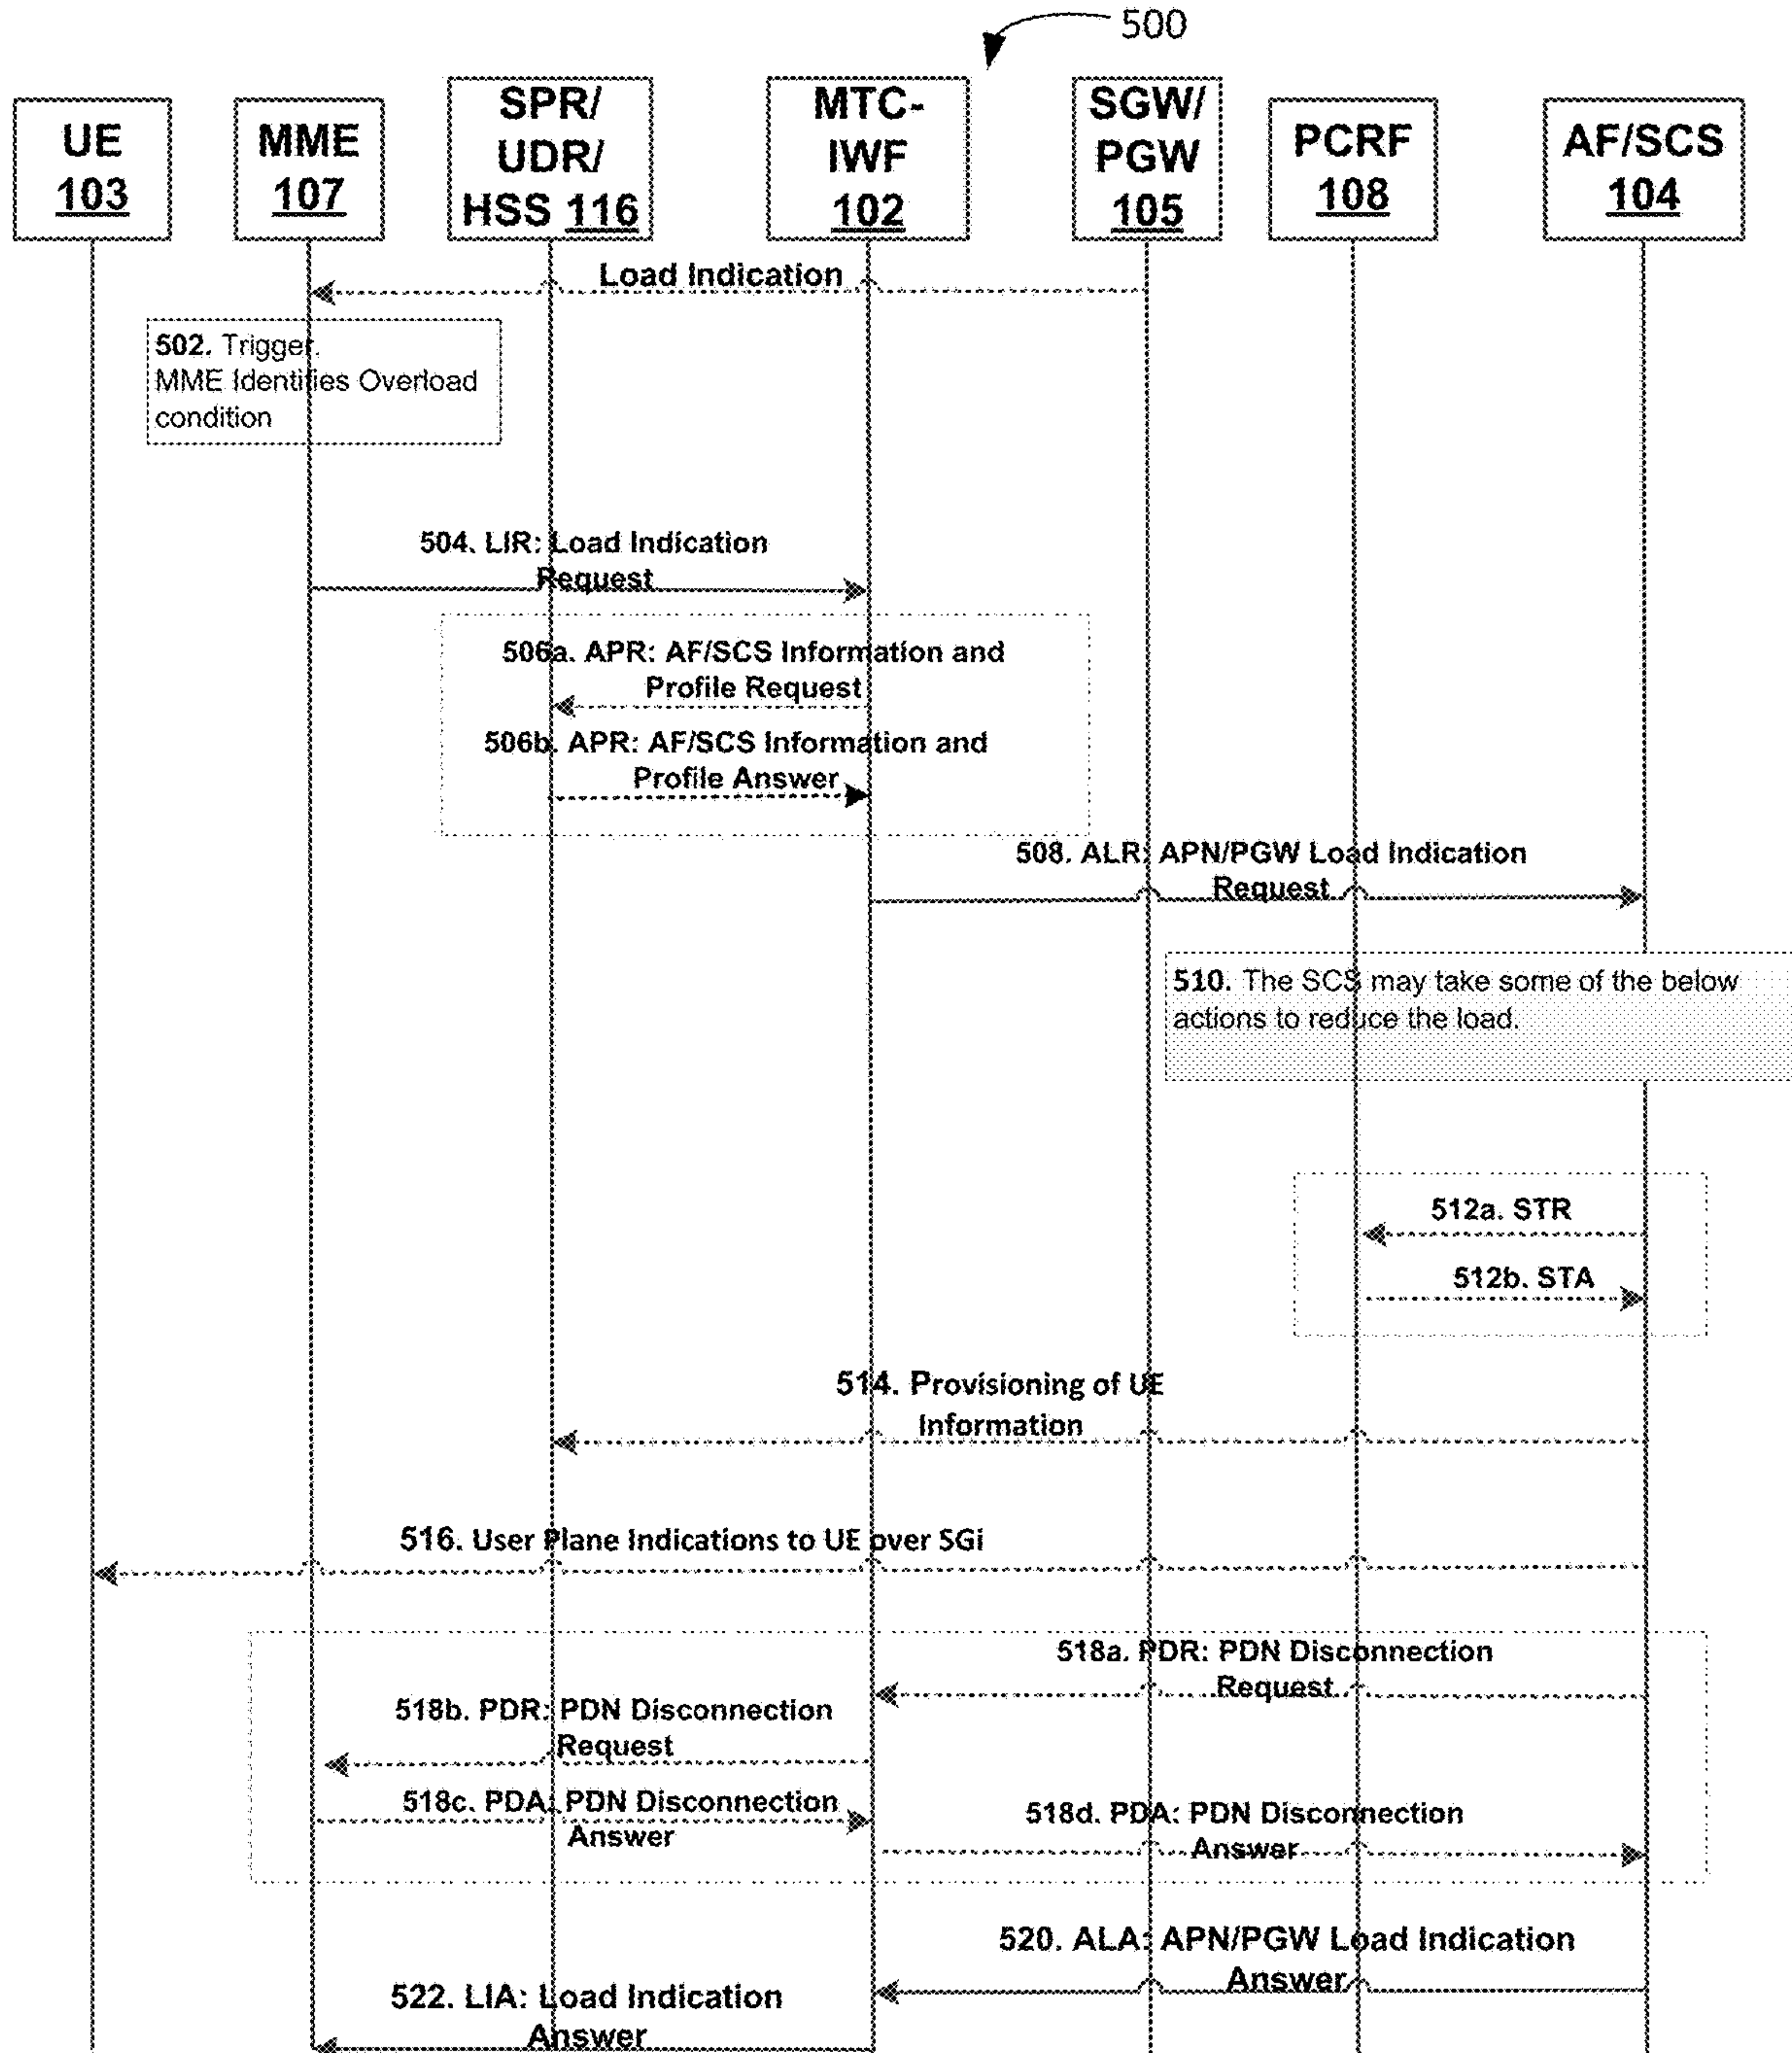 500
UE
103
MME
107
SPR/
UDR/
HSS 116
MTC-
IWF
102
SGW/
PGW
105
PCRF
108
AF/SCS
104
Load Indication
502. Trigger.
MME Identifies Overload
condition
504. LIR: Load Indication
Request
506a. APR: AF/SCS Information and
Profile Request
506b. APR: AF/SCS Information and
Profile Answer
508. ALR: APN/PGW Load Indication
Request
510. The SCS may take some of the below
actions to reduce the load.
512a. STR
512b. STA
514. Provisioning of UE
Information
516. User Plane Indications to UE over SGi
518a. PDR: PDN Disconnection
Request
518b. PDR: PDN Disconnection
Request
518c. PDA: PDN Disconnection
Answer
518d. PDA: PDN Disconnection
Answer
520. ALA: APN/PGW Load Indication
Answer
522. LIA: Load Indication
Answer